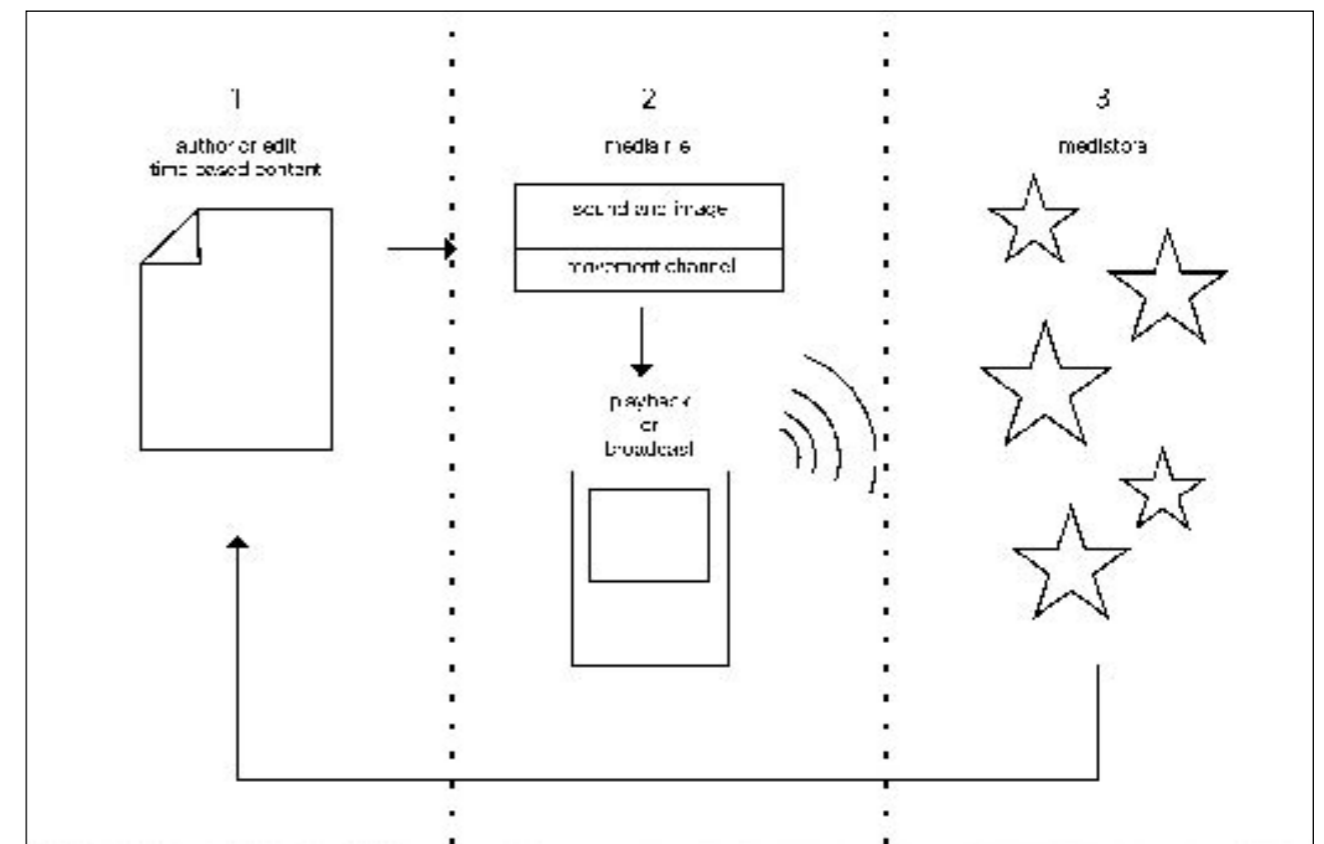 1
author or edit
time based content
2
media file
sound and image
movement channel
playback
or
broadcast
3
medistora